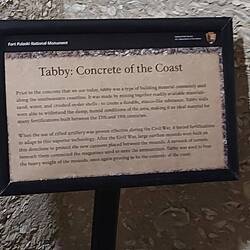 Fort Pulaski National Monument
Tabby: Concrete of the Coast
Prior to the concrete that we use today, tabby was a type of building material commonly used
along the southeastern coastlines. It was made by mixing together readily available materials-
sand, water, and crushed oyster shells - to create a durable, stucco-like substance. Tabby walls
were able to withstand the damp, humid conditions of the area, making it an ideal material for
many fortifications built between the 17th and 19th centuries.
When the use of rifled artillery was proven effective during the Civil War, it forced fortifications
to adapt to this superior technology. After the Civil War, large earthen mounds were built on
this demilune to protect the new cannons placed between the mounds. A network of tunnels
beneath them connected the magazines used to store the ammunition. Tabby was used to bear
the heavy weight of the mounds, once again proving to be the concrete of the coast.